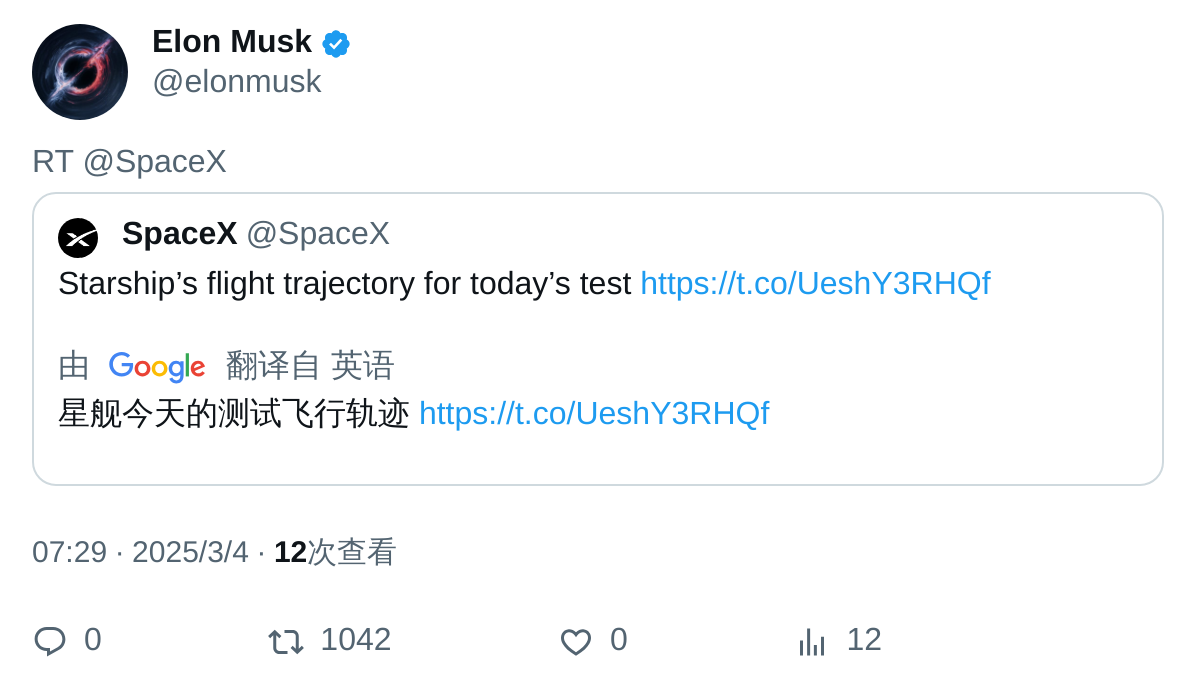 Elon Musk
@elonmusk
RT @SpaceX
SpaceX @SpaceX
Starship’s flight trajectory for today’s test https://t.co/UeshY3RHQf
由 Google 翻译自 英语
星舰今天的测试飞行轨迹 https://t.co/UeshY3RHQf
07:29 · 2025/3/4 · 12次查看
0 1042 0 12